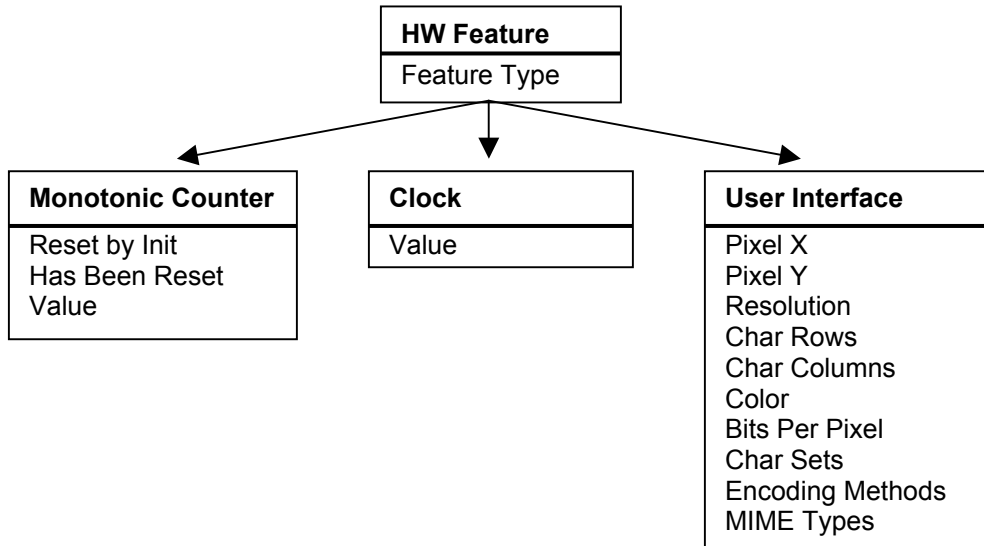 HW Feature
Feature Type
Monotonic Counter
Reset by Init
Has Been Reset
Value
Clock
Value
User Interface
Pixel X
Pixel Y
Resolution
Char Rows
Char Columns
Color
Bits Per Pixel
Char Sets
Encoding Methods
MIME Types